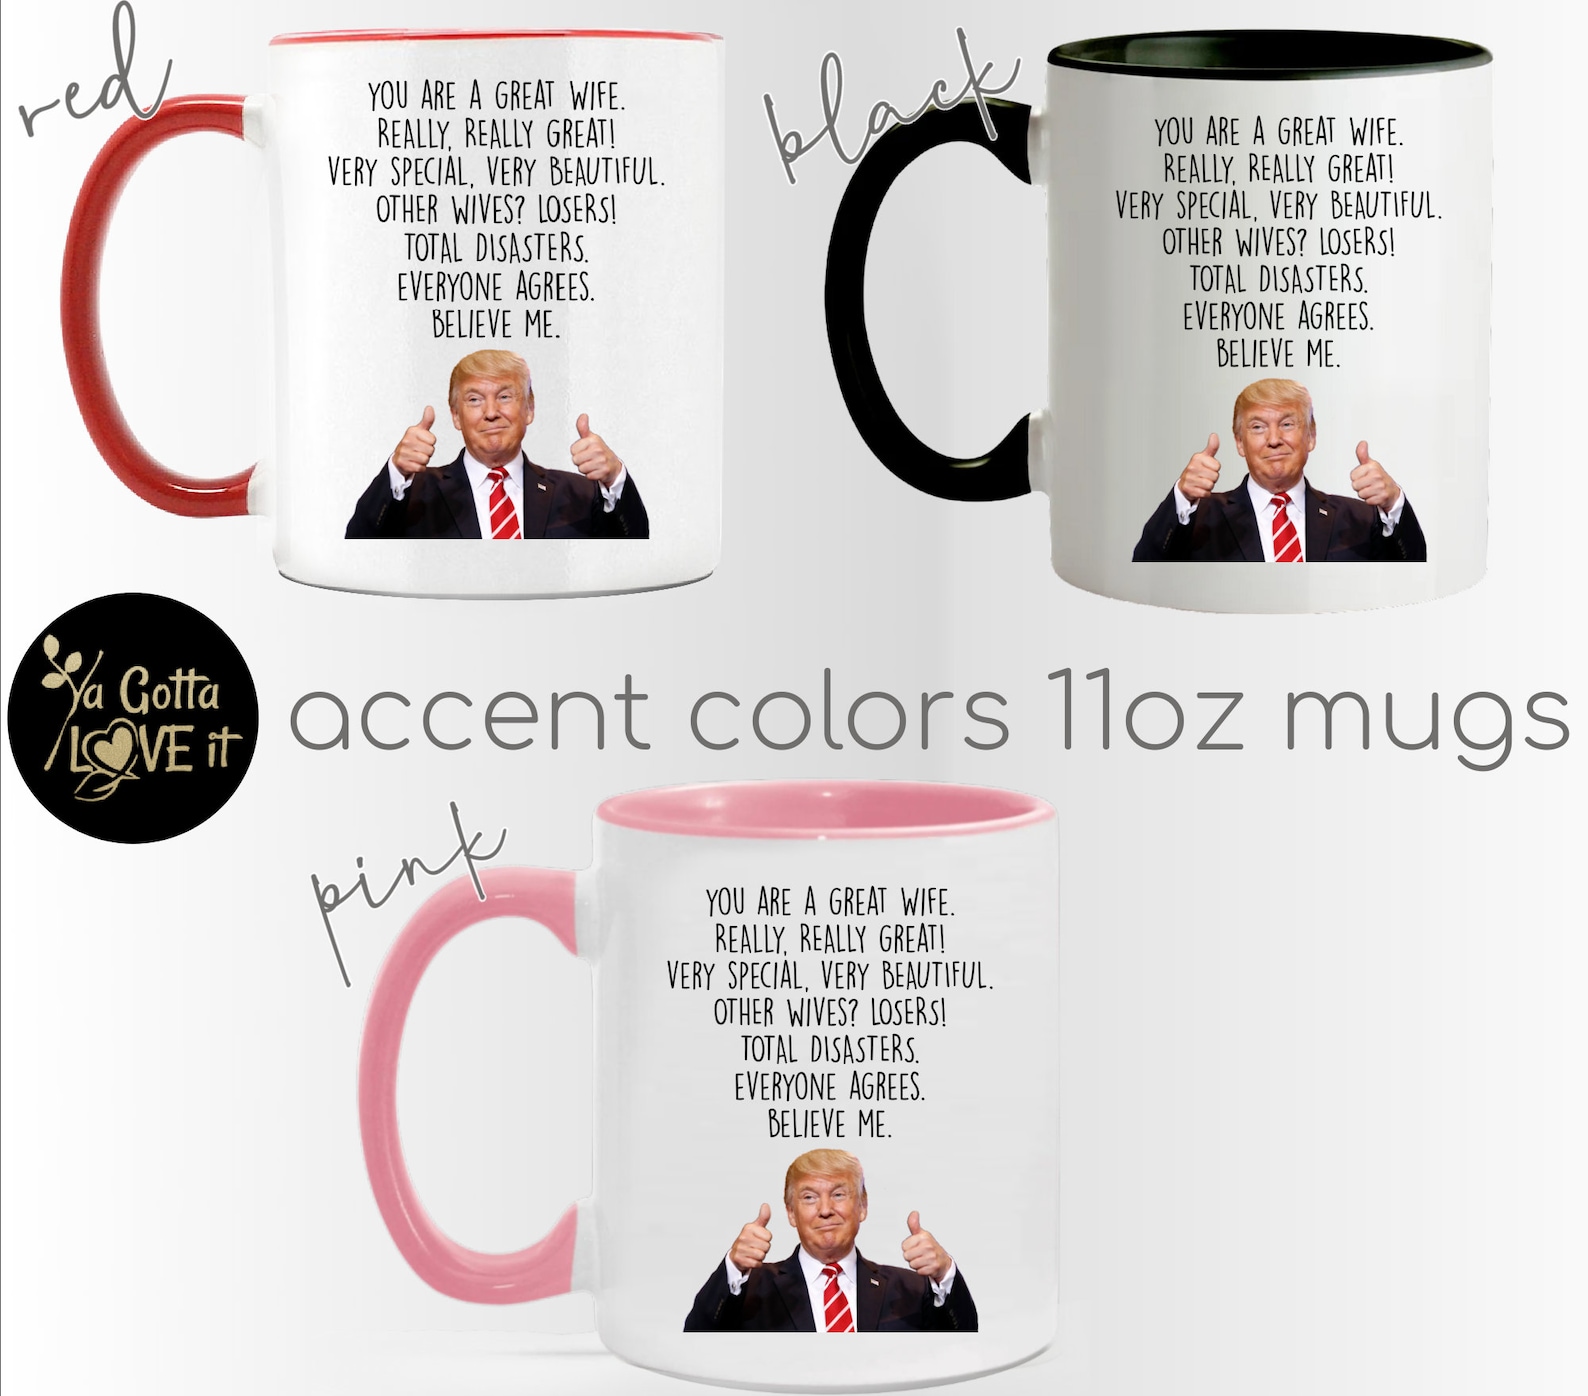 red
YOU ARE A GREAT WIFE.
REALLY, REALLY GREAT!
VERY SPECIAL, VERY BEAUTIFUL.
OTHER WIVES? LOSERS!
TOTAL DISASTERS.
EVERYONE AGREES.
BELIEVE ME.
black
YOU ARE A GREAT WIFE.
REALLY, REALLY GREAT!
VERY SPECIAL, VERY BEAUTIFUL.
OTHER WIVES? LOSERS!
TOTAL DISASTERS.
EVERYONE AGREES.
BELIEVE ME.
Ya Gotta
LOVE it
accent colors 11oz mugs
pink
YOU ARE A GREAT WIFE.
REALLY, REALLY GREAT!
VERY SPECIAL, VERY BEAUTIFUL.
OTHER WIVES? LOSERS!
TOTAL DISASTERS.
EVERYONE AGREES.
BELIEVE ME.